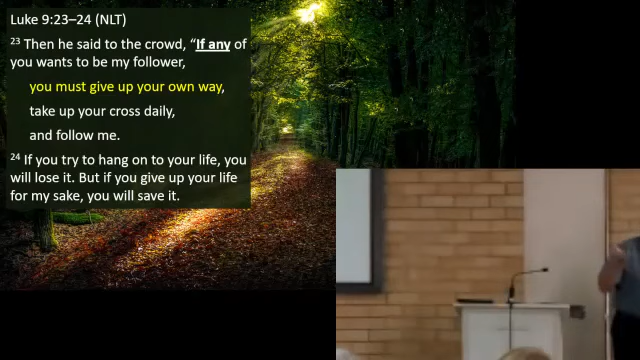 Luke 9:23–24 (NLT)
23 Then he said to the crowd, “If any of
you wants to be my follower,
you must give up your own way,
take up your cross daily,
and follow me.
24 If you try to hang on to your life, you
will lose it. But if you give up your life
for my sake, you will save it.